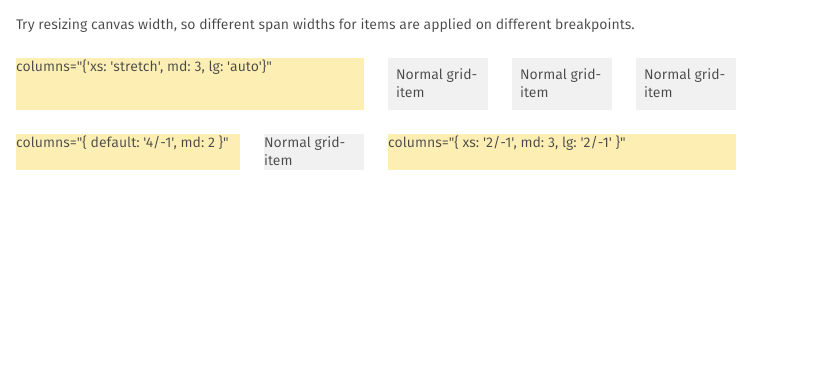 Try resizing canvas width, so different span widths for items are applied on different breakpoints.
columns="{'xs: 'stretch', md: 3, lg: 'auto'}"
Normal grid-
item
Normal grid-
item
Normal grid-
item
columns="{ default: '4/-1', md: 2 }"
Normal grid-
item
columns="{ xs: '2/-1', md: 3, lg: '2/-1' }"